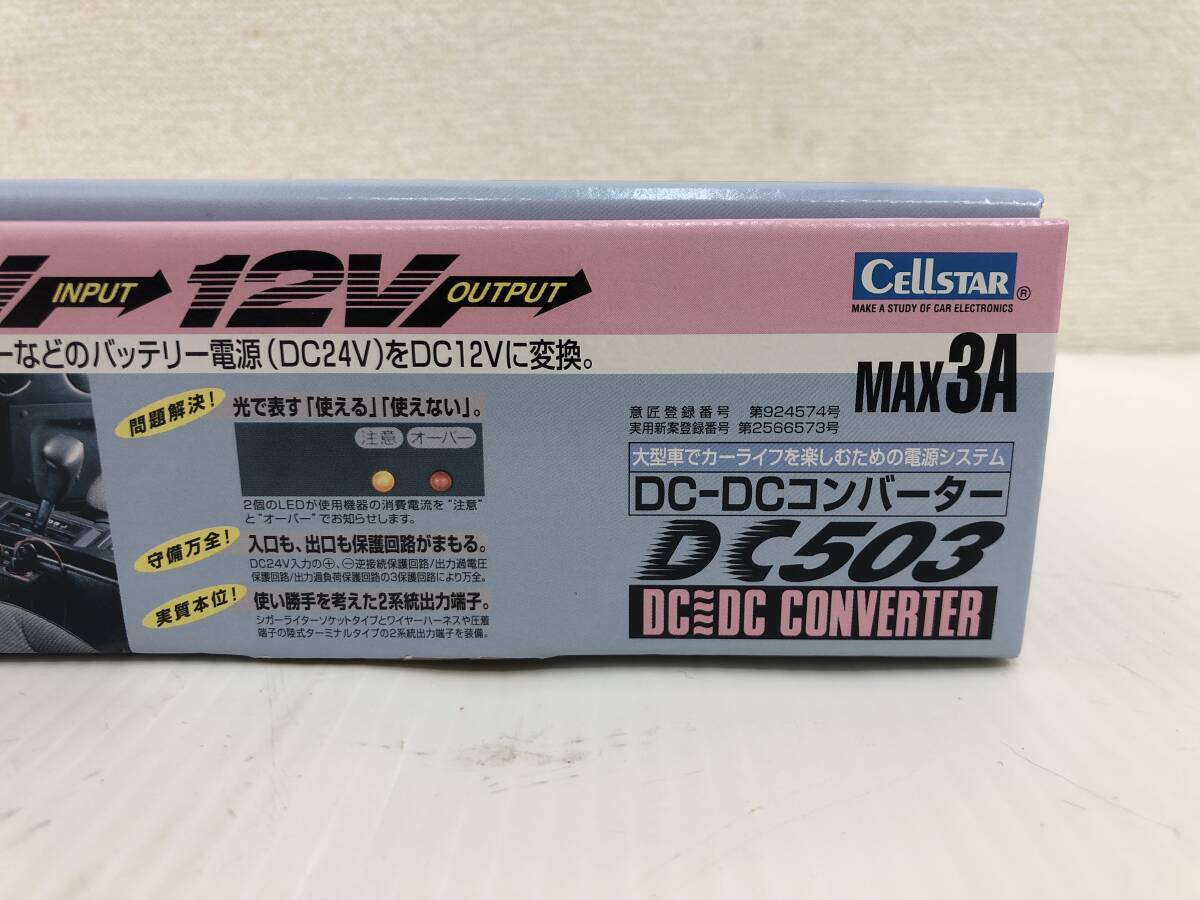 INPUT 12V OUTPUT
CELLSTAR ®
MAKE A STUDY OF CAR ELECTRONICS
ーなどのバッテリー電源(DC24V)をDC12Vに変換。
MAX3A
問題解決!
光で表す「使える」「使えない」。
注意 オーバー
2個のLEDが使用機器の消費電流を"注意"
と"オーバー"でお知らせします。
守備万全!
入口も、出口も保護回路がまもる。
DC24V入力の⊕、⊖逆接続保護回路/出力過電圧
保護回路/出力過負荷保護回路の3保護回路により万全。
実質本位!
使い勝手を考えた2系統出力端子。
シガーライターソケットタイプとワイヤーハーネスや圧着
端子の陸式ターミナルタイプの2系統出力端子を装備。
意匠登録番号 第924574号
実用新案登録番号 第2566573号
大型車でカーライフを楽しむための電源システム
DC-DCコンバーター
DC503
DC DC CONVERTER